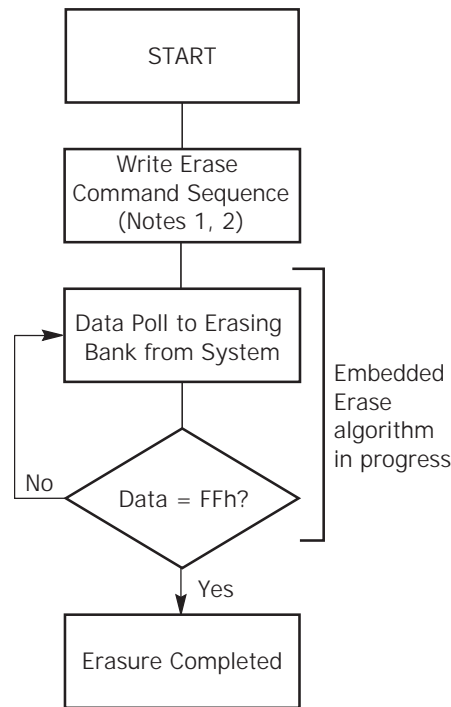 START
Write Erase
Command Sequence
(Notes 1, 2)
Data Poll to Erasing
Bank from System
Embedded
Erase
algorithm
in progress
No
Data = FFh?
Yes
Erasure Completed